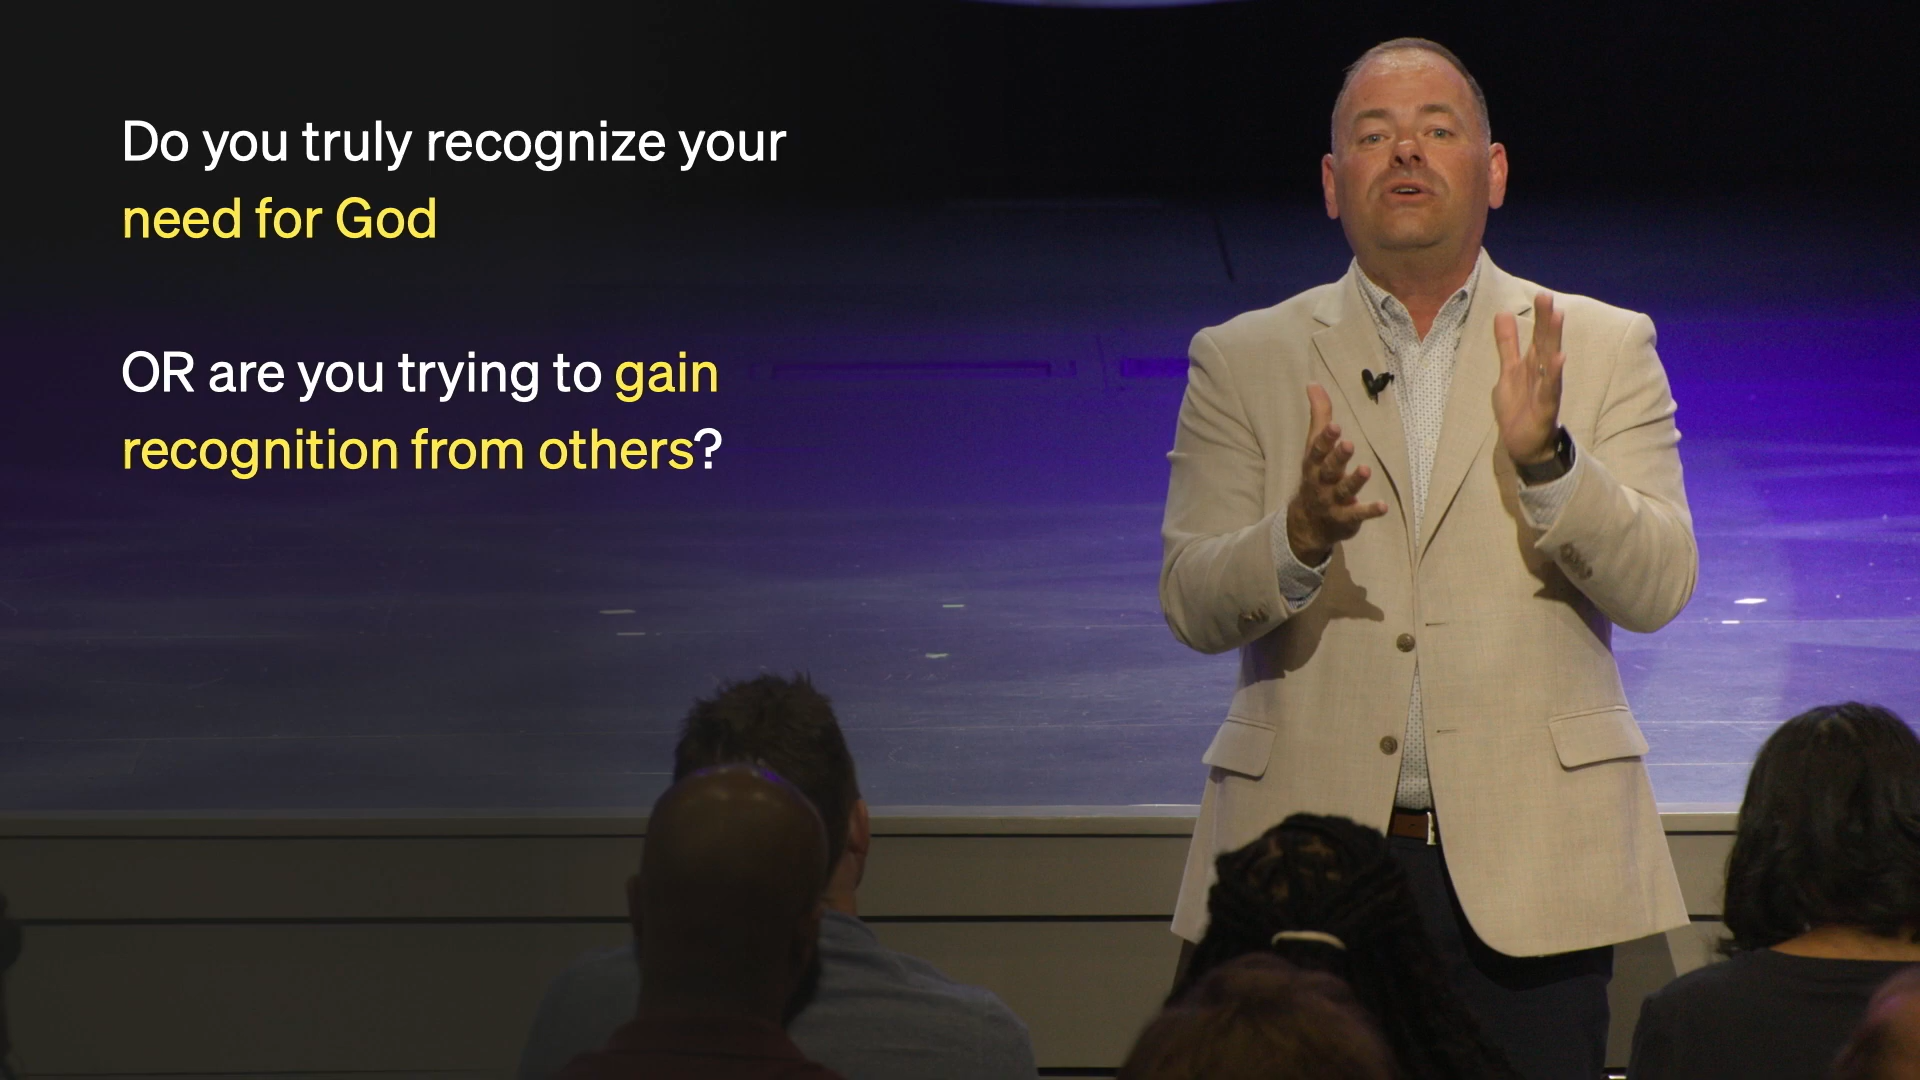 Do you truly recognize your
need for God
OR are you trying to gain
recognition from others?